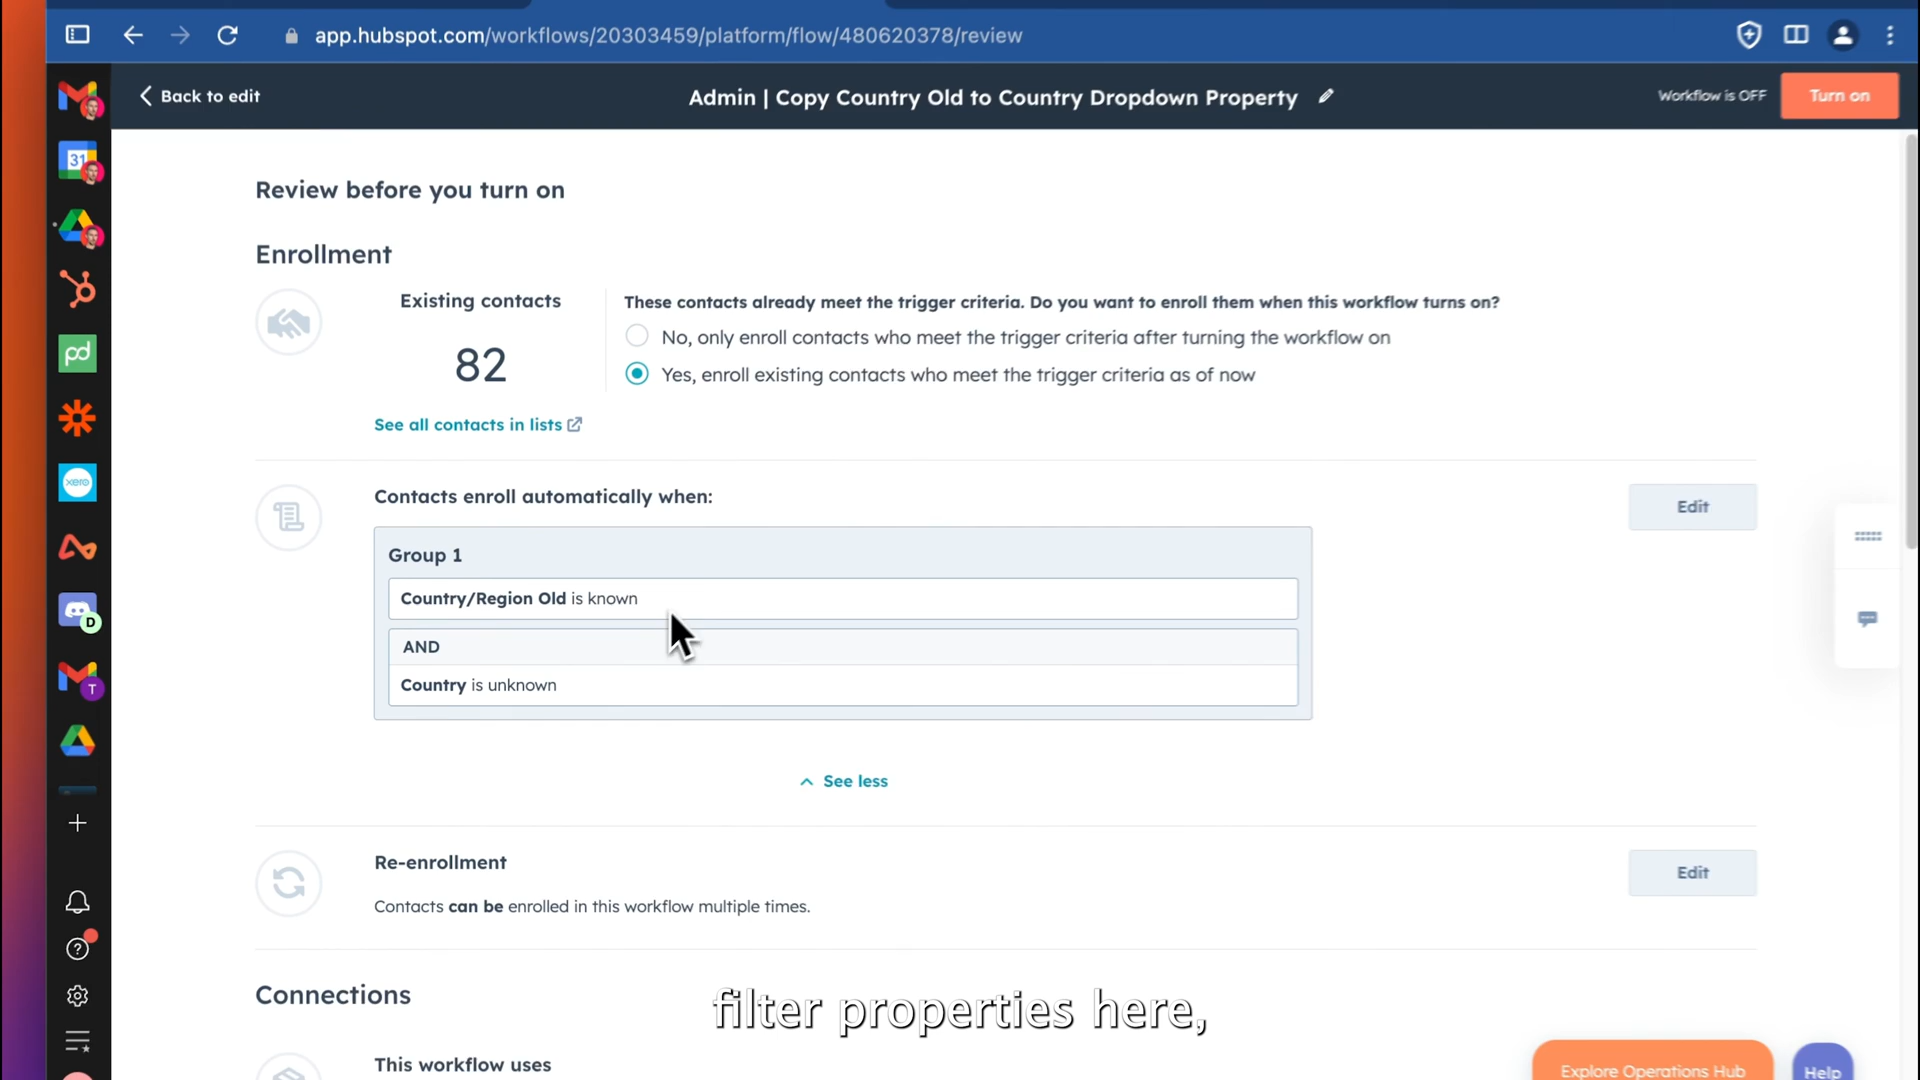 app.hubspot.com/workflows/20303459/platform/flow/480620378/review
Back to edit
Admin | Copy Country Old to Country Dropdown Property
Workflow is OFF
Turn on
Review before you turn on
Enrollment
Existing contacts
82
See all contacts in lists
These contacts already meet the trigger criteria. Do you want to enroll them when this workflow turns on?
No, only enroll contacts who meet the trigger criteria after turning the workflow on
Yes, enroll existing contacts who meet the trigger criteria as of now
Contacts enroll automatically when:
Edit
Group 1
Country/Region Old is known
AND
Country is unknown
See less
Re-enrollment
Edit
Contacts can be enrolled in this workflow multiple times.
Connections
This workflow uses
filter properties here,
Explore Operations Hub
Help
31
pd
xero
D
T